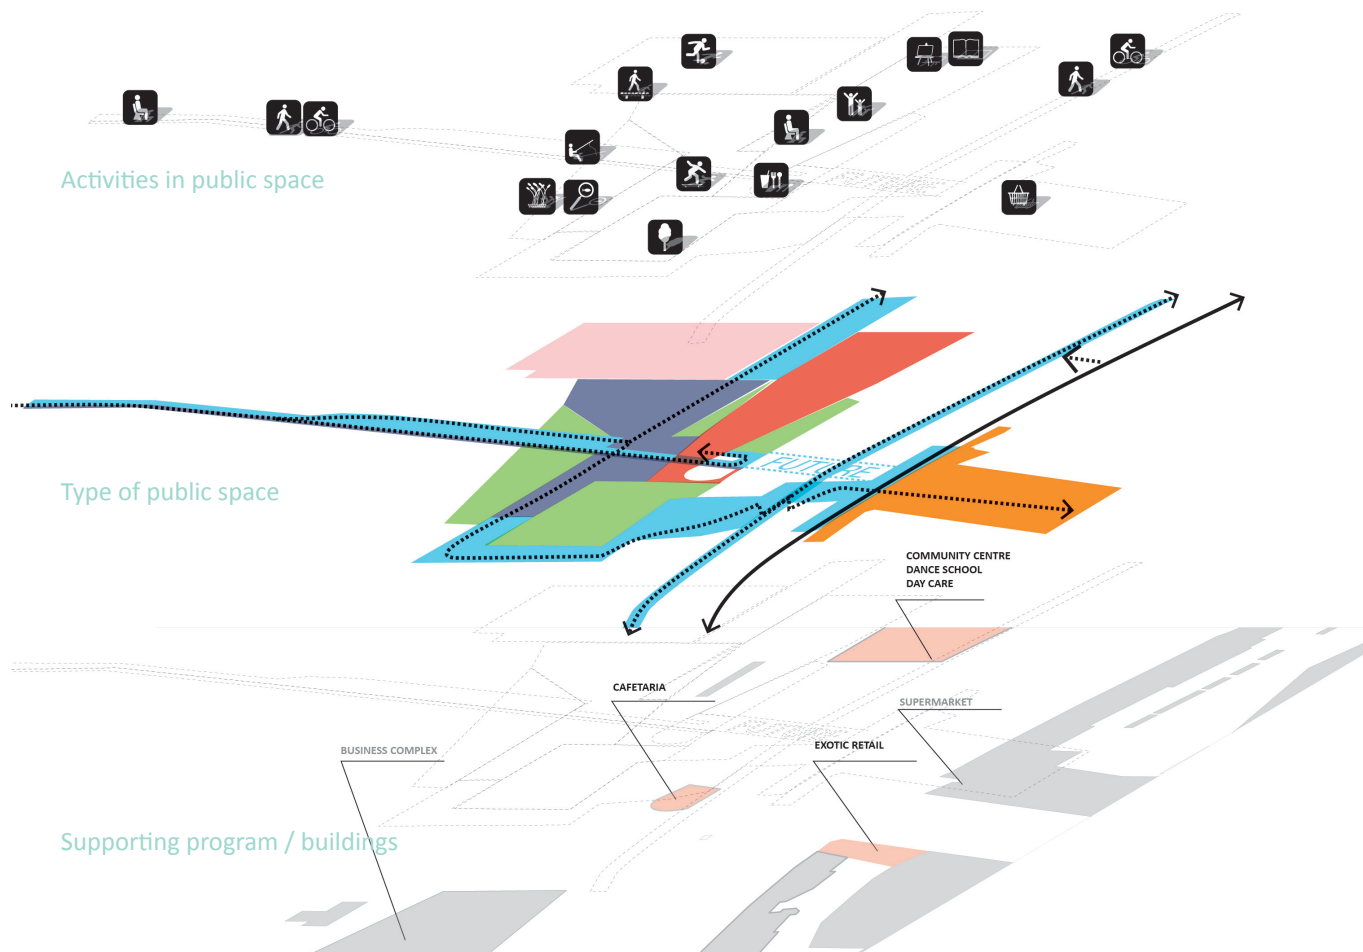 Activities in public space
FUTURE
Type of public space
COMMUNITY CENTRE
DANCE SCHOOL
DAY CARE
CAFETARIA
SUPERMARKET
BUSINESS COMPLEX
EXOTIC RETAIL
Supporting program / buildings